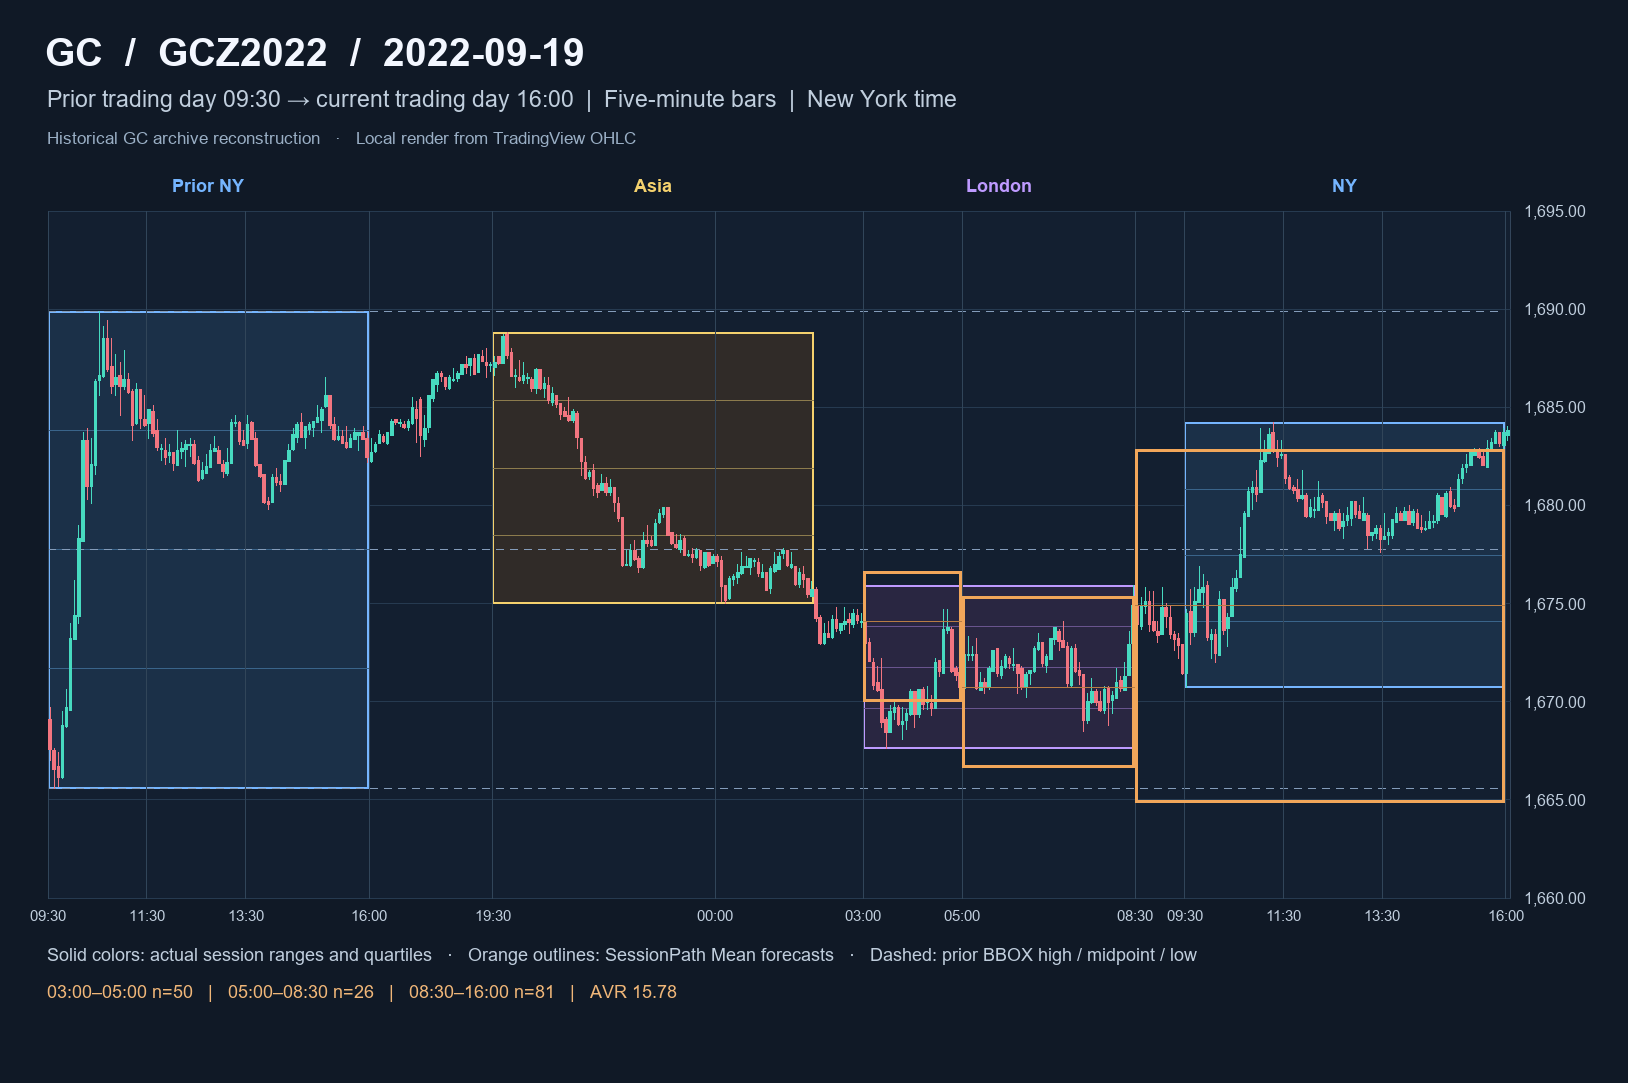 GC / GCZ2022 / 2022-09-19
Prior trading day 09:30 → current trading day 16:00 | Five-minute bars | New York time
Historical GC archive reconstruction · Local render from TradingView OHLC
Prior NY Asia London NY
1,695.00
1,690.00
1,685.00
1,680.00
1,675.00
1,670.00
1,665.00
1,660.00
09:30 11:30 13:30 16:00 19:30 00:00 03:00 05:00 08:30 09:30 11:30 13:30 16:00
Solid colors: actual session ranges and quartiles · Orange outlines: SessionPath Mean forecasts · Dashed: prior BBOX high / midpoint / low
03:00–05:00 n=50 | 05:00–08:30 n=26 | 08:30–16:00 n=81 | AVR 15.78